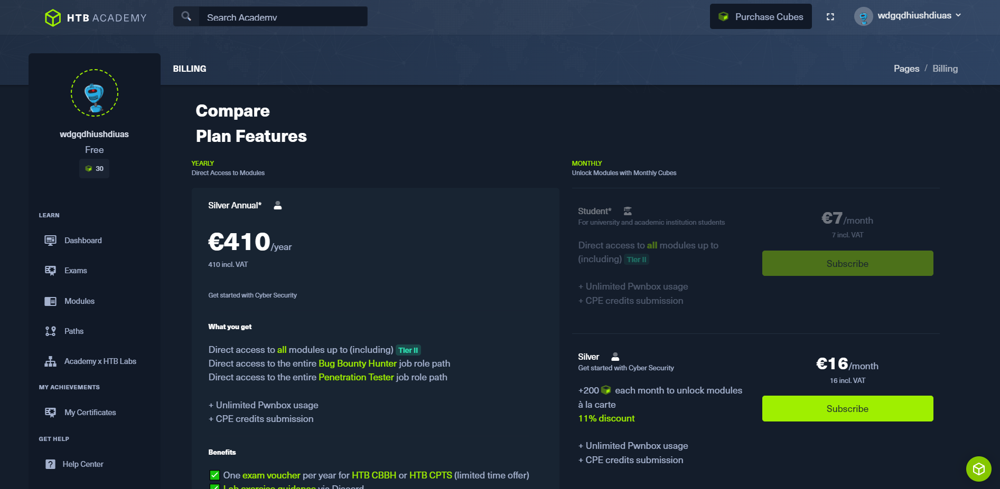 HTB ACADEMY
Search Academy
Purchase Cubes
wdgqdhiushdiuas
BILLING
Pages / Billing
wdgqdhiushdiuas
Free
30
LEARN
Dashboard
Exams
Modules
Paths
Academy x HTB Labs
MY ACHIEVEMENTS
My Certificates
GET HELP
Help Center
Compare
Plan Features
YEARLY
Direct Access to Modules
Silver Annual*
€410/year
410 incl. VAT
Get started with Cyber Security
What you get
Direct access to all modules up to (including) Tier II
Direct access to the entire Bug Bounty Hunter job role path
Direct access to the entire Penetration Tester job role path
+ Unlimited Pwnbox usage
+ CPE credits submission
Benefits
One exam voucher per year for HTB CBBH or HTB CPTS (limited time offer)
Lab exercise guidance via Discord
MONTHLY
Unlock Modules with Monthly Cubes
Student*
For university and academic institution students
Direct access to all modules up to
(including) Tier II
+ Unlimited Pwnbox usage
+ CPE credits submission
€7/month
7 incl. VAT
Subscribe
Silver
Get started with Cyber Security
+200 each month to unlock modules
à la carte
11% discount
+ Unlimited Pwnbox usage
+ CPE credits submission
€16/month
16 incl. VAT
Subscribe